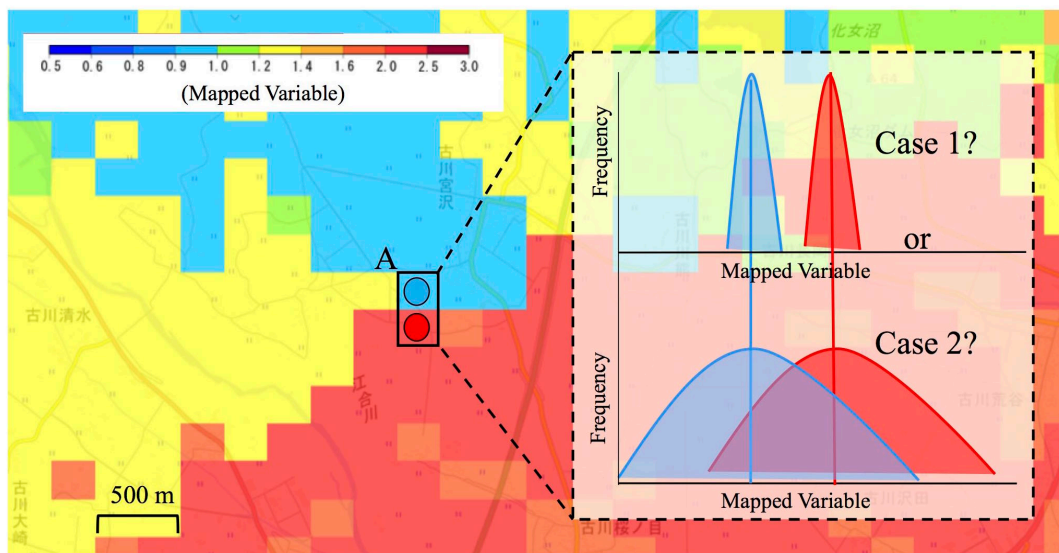 0.5 0.6 0.8 0.9 1.0 1.2 1.4 1.6 2.0 2.5 3.0
(Mapped Variable)
化女沼
古川宮沢
Frequency
Case 1?
or
Mapped Variable
A
古川清水
江合川
Frequency
Case 2?
古川荒谷
500 m
Mapped Variable
古川沢田
古川大崎
古川桜ノ目